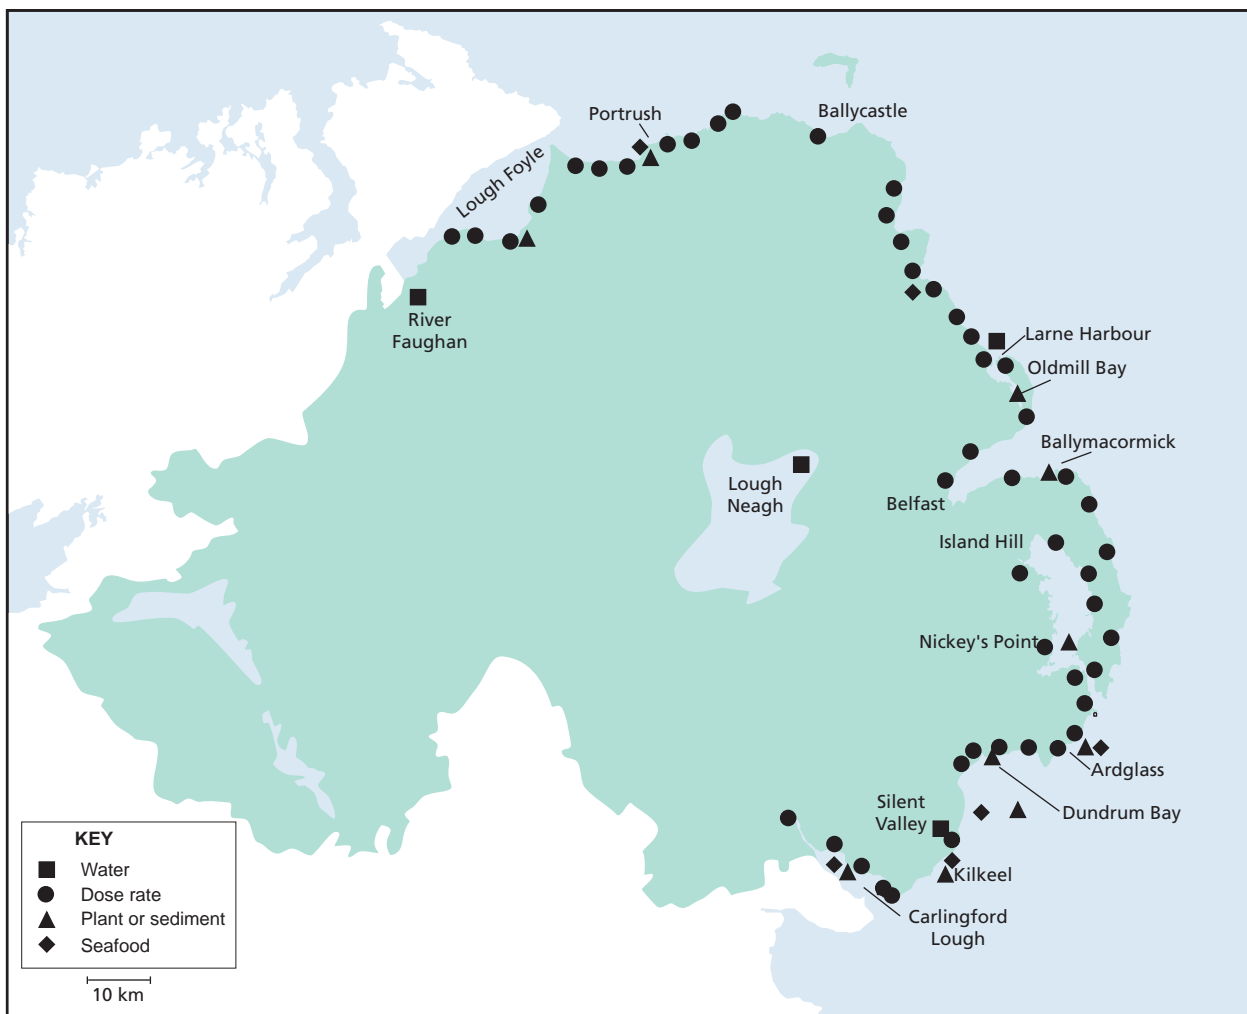 Portrush
Ballycastle
Lough Foyle
River
Faughan
Larne Harbour
Oldmill Bay
Ballymacormick
Lough
Neagh
Belfast
Island Hill
Nickey's Point
Ardglass
Silent
Valley
Dundrum Bay
Kilkeel
Carlingford
Lough
KEY
Water
Dose rate
Plant or sediment
Seafood
10 km